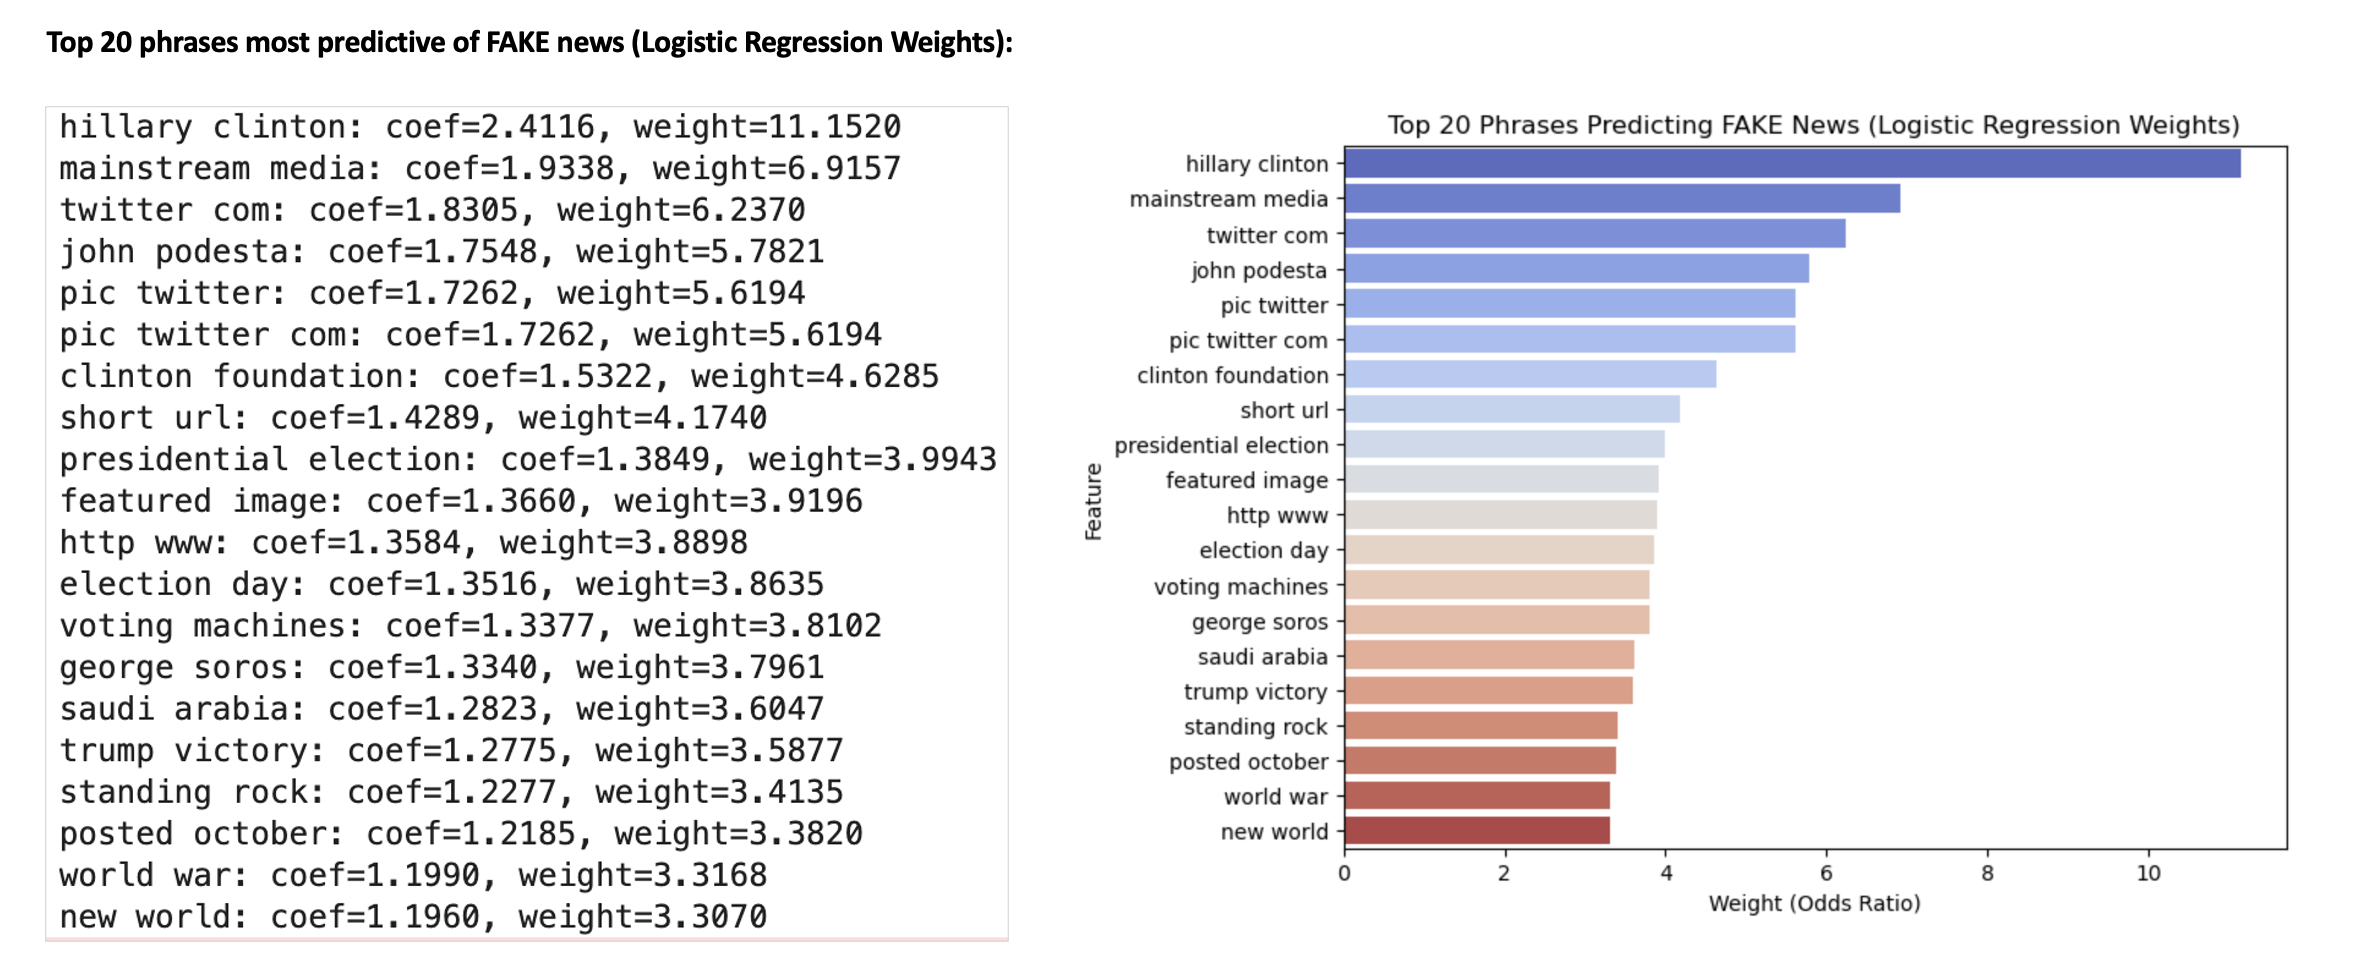 Top 20 phrases most predictive of FAKE news (Logistic Regression Weights):
hillary clinton: coef=2.4116, weight=11.1520
mainstream media: coef=1.9338, weight=6.9157
twitter com: coef=1.8305, weight=6.2370
john podesta: coef=1.7548, weight=5.7821
pic twitter: coef=1.7262, weight=5.6194
pic twitter com: coef=1.7262, weight=5.6194
clinton foundation: coef=1.5322, weight=4.6285
short url: coef=1.4289, weight=4.1740
presidential election: coef=1.3849, weight=3.9943
featured image: coef=1.3660, weight=3.9196
http www: coef=1.3584, weight=3.8898
election day: coef=1.3516, weight=3.8635
voting machines: coef=1.3377, weight=3.8102
george soros: coef=1.3340, weight=3.7961
saudi arabia: coef=1.2823, weight=3.6047
trump victory: coef=1.2775, weight=3.5877
standing rock: coef=1.2277, weight=3.4135
posted october: coef=1.2185, weight=3.3820
world war: coef=1.1990, weight=3.3168
new world: coef=1.1960, weight=3.3070
Top 20 Phrases Predicting FAKE News (Logistic Regression Weights)
Feature
hillary clinton
mainstream media
twitter com
john podesta
pic twitter
pic twitter com
clinton foundation
short url
presidential election
featured image
http www
election day
voting machines
george soros
saudi arabia
trump victory
standing rock
posted october
world war
new world
0 2 4 6 8 10
Weight (Odds Ratio)